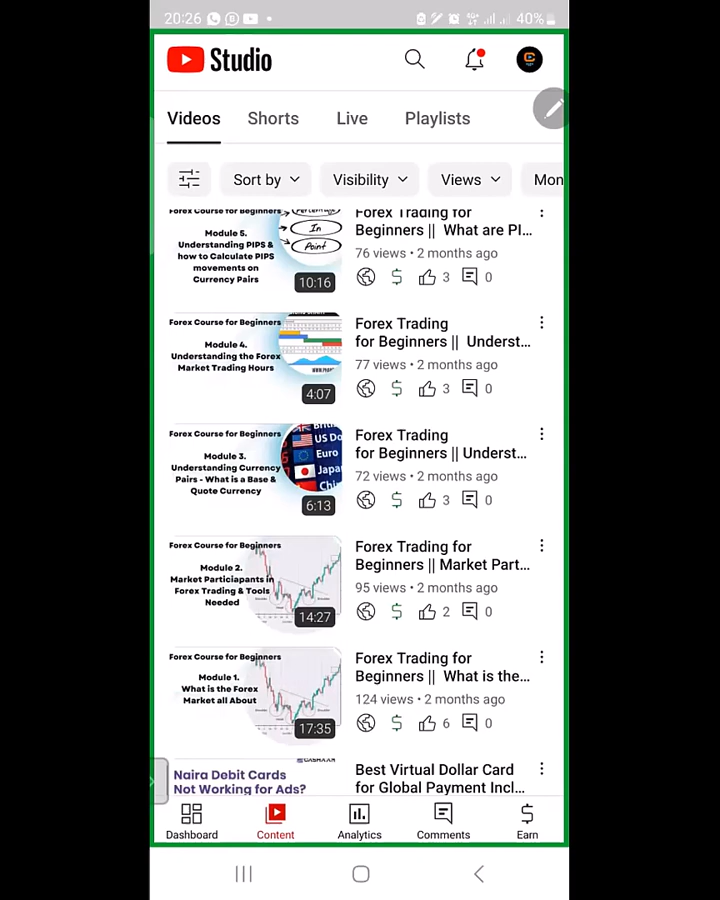 20:26
40%
Studio
Videos
Shorts
Live
Playlists
Sort by
Visibility
Views
Mon
Forex Course for Beginners
Module 5.
Understanding PIPS &
how to Calculate PIPS
movements on
Currency Pairs
In
Point
10:16
Forex Trading for
Beginners || What are PI...
76 views • 2 months ago
3
0
Forex Course for Beginners
Module 4.
Understanding the Forex
Market Trading Hours
4:07
Forex Trading
for Beginners || Underst...
77 views • 2 months ago
3
0
Forex Course for Beginners
Module 3.
Understanding Currency
Pairs - What is a Base &
Quote Currency
US Do
Euro
Japa
Chi
6:13
Forex Trading
for Beginners || Underst...
72 views • 2 months ago
3
0
Forex Course for Beginners
Module 2.
Market Particiapants in
Forex Trading & Tools
Needed
14:27
Forex Trading for
Beginners || Market Part...
95 views • 2 months ago
2
0
Forex Course for Beginners
Module 1.
What is the Forex
Market all About
17:35
Forex Trading for
Beginners || What is the...
124 views • 2 months ago
6
0
Naira Debit Cards
Not Working for Ads?
Best Virtual Dollar Card
for Global Payment Incl...
Dashboard
Content
Analytics
Comments
Earn